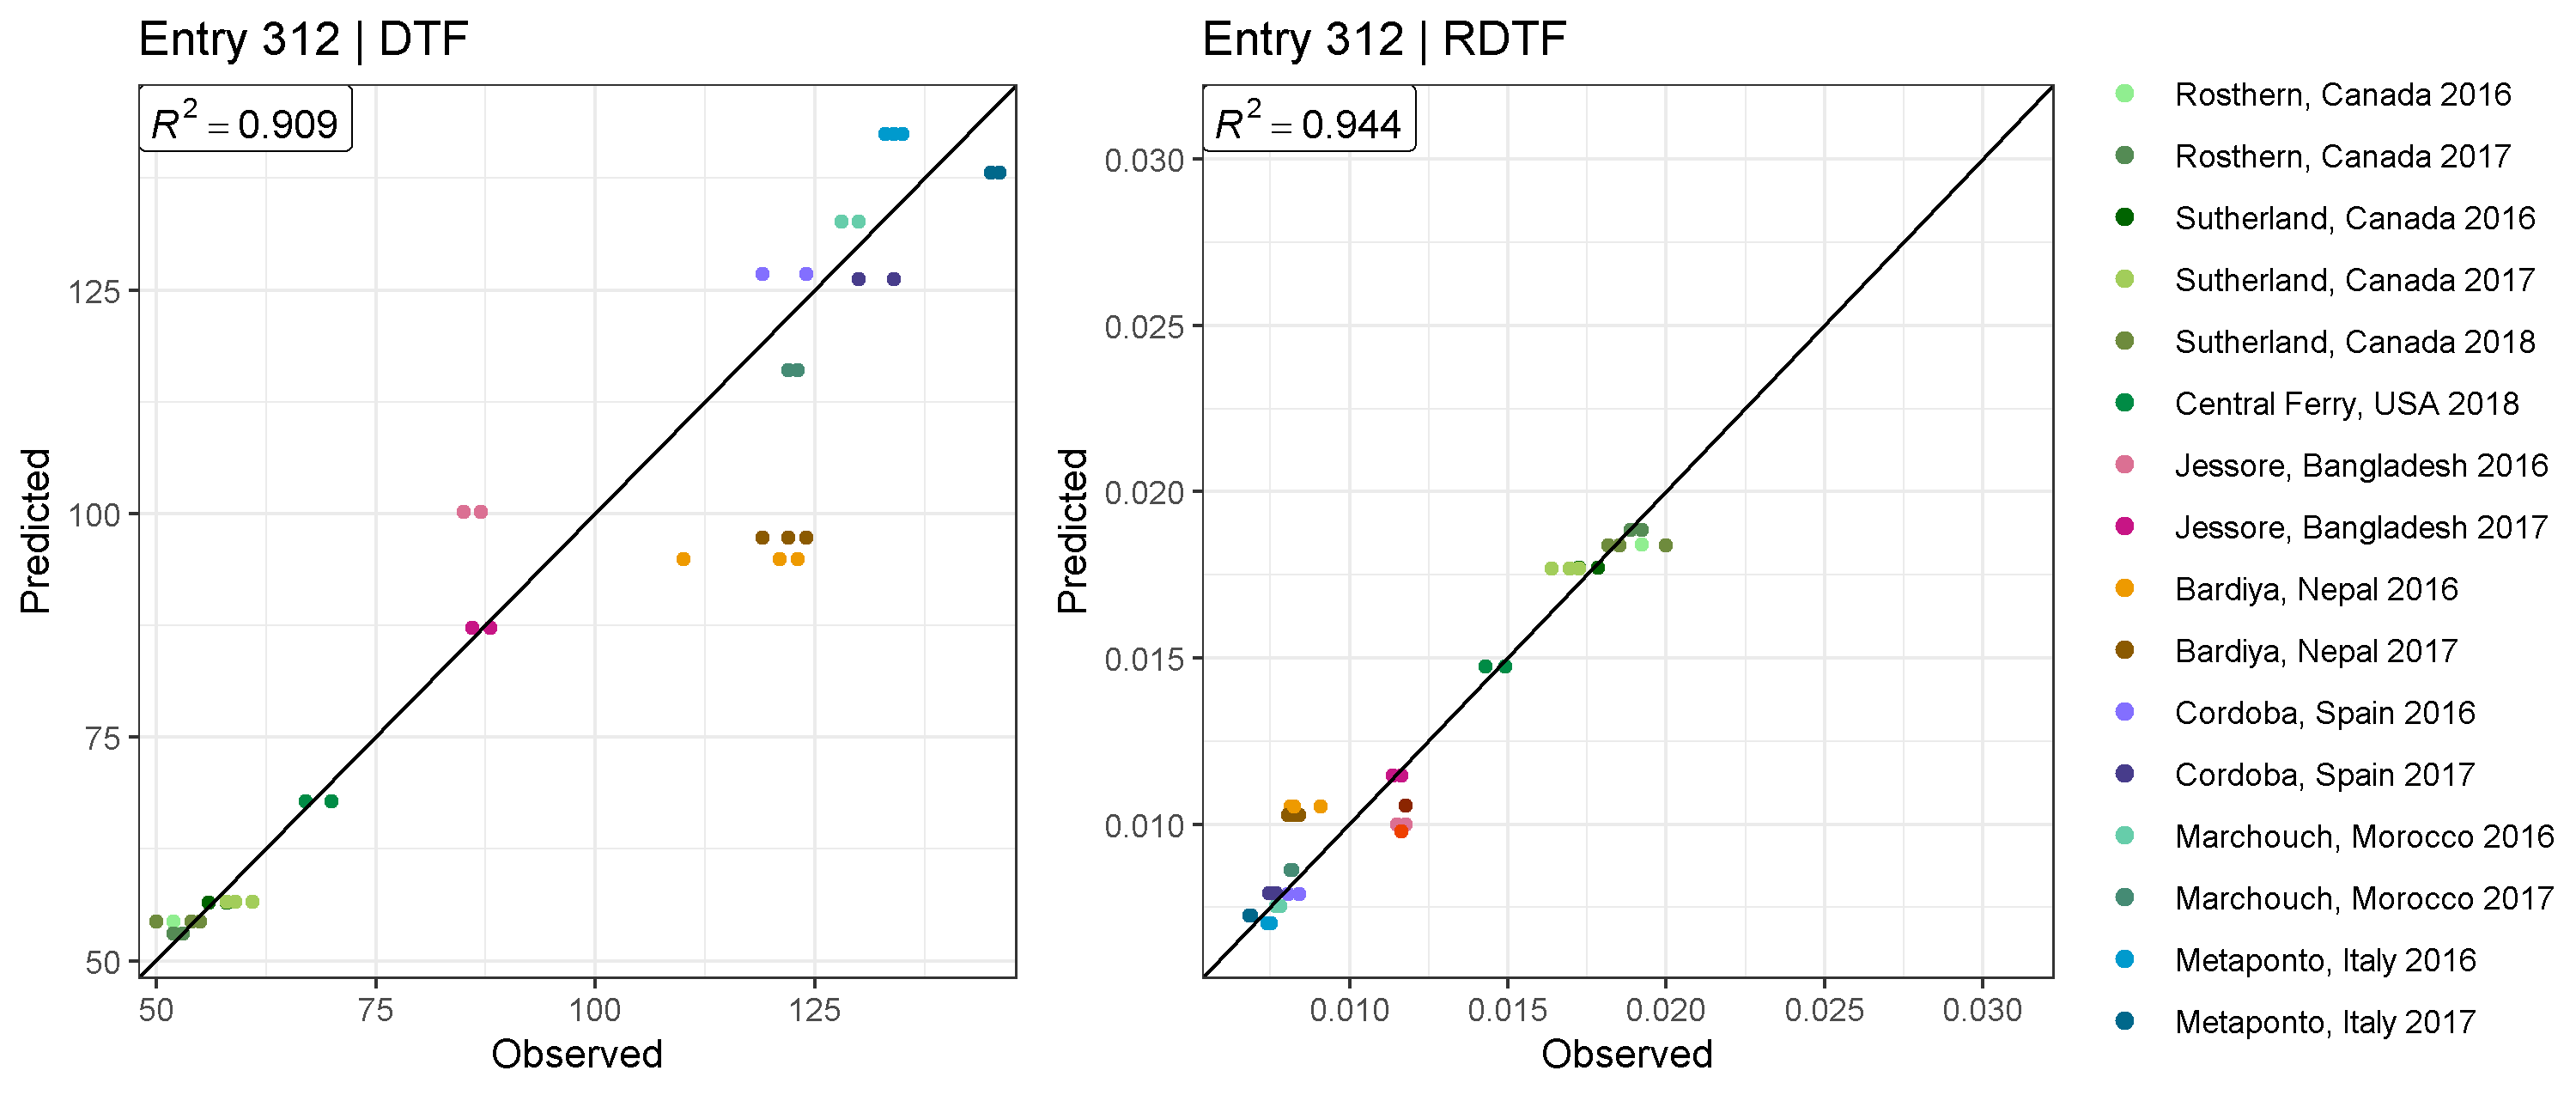 Entry 312 | DTF
R² = 0.909
125
100
75
50
50 75 100 125
Predicted
Observed
Entry 312 | RDTF
R² = 0.944
0.030
0.025
0.020
0.015
0.010
0.010 0.015 0.020 0.025 0.030
Predicted
Observed
Rosthern, Canada 2016
Rosthern, Canada 2017
Sutherland, Canada 2016
Sutherland, Canada 2017
Sutherland, Canada 2018
Central Ferry, USA 2018
Jessore, Bangladesh 2016
Jessore, Bangladesh 2017
Bardiya, Nepal 2016
Bardiya, Nepal 2017
Cordoba, Spain 2016
Cordoba, Spain 2017
Marchouch, Morocco 2016
Marchouch, Morocco 2017
Metaponto, Italy 2016
Metaponto, Italy 2017